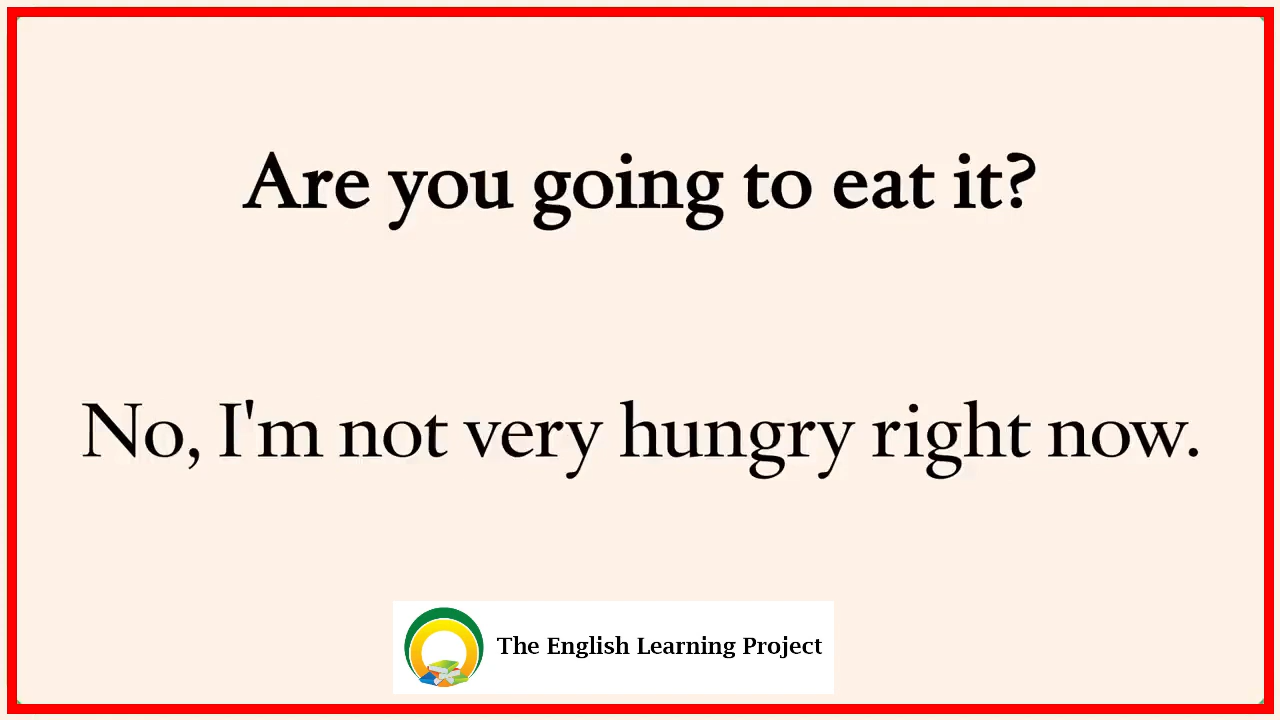 Are you going to eat it?
No, I'm not very hungry right now.
The English Learning Project